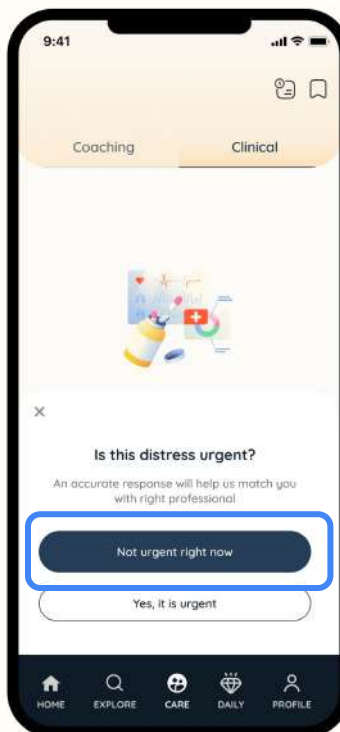 9:41
Coaching Clinical
Is this distress urgent?
An accurate response will help us match you
with right professional
Not urgent right now
Yes, it is urgent
HOME EXPLORE CARE DAILY PROFILE